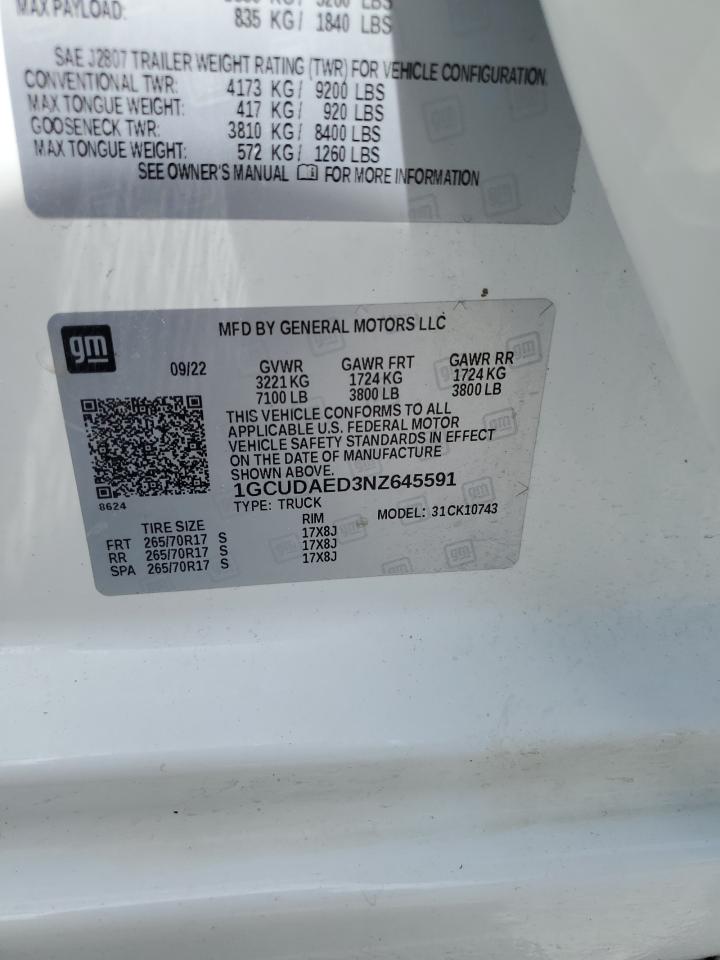 MAX PAYLOAD: 835 KG/ 1840 LBS
SAE J2807 TRAILER WEIGHT RATING (TWR) FOR VEHICLE CONFIGURATION.
CONVENTIONAL TWR: 4173 KG/ 9200 LBS
MAX TONGUE WEIGHT: 417 KG/ 920 LBS
GOOSENECK TWR: 3810 KG/ 8400 LBS
MAX TONGUE WEIGHT: 572 KG/ 1260 LBS
SEE OWNER'S MANUAL FOR MORE INFORMATION
gm
MFD BY GENERAL MOTORS LLC
09/22 GVWR GAWR FRT GAWR RR
3221 KG 1724 KG 1724 KG
7100 LB 3800 LB 3800 LB
THIS VEHICLE CONFORMS TO ALL
APPLICABLE U.S. FEDERAL MOTOR
VEHICLE SAFETY STANDARDS IN EFFECT
ON THE DATE OF MANUFACTURE
SHOWN ABOVE.
1GCUDAED3NZ645591
8624
TYPE: TRUCK MODEL: 31CK10743
TIRE SIZE RIM
FRT 265/70R17 S 17X8J
RR 265/70R17 S 17X8J
SPA 265/70R17 S 17X8J